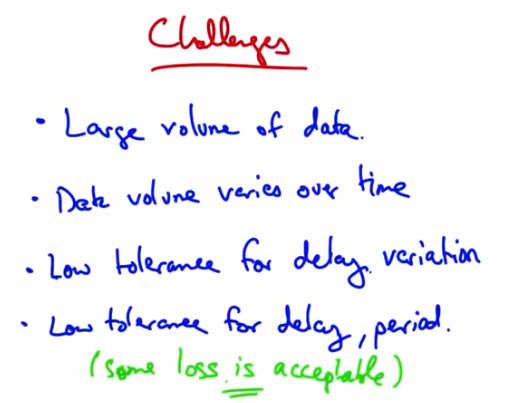 Challenges
• Large volume of data.
• Data volume varies over time
• Low tolerance for delay variation
• Low tolerance for delay, period.
(some loss is acceptable)